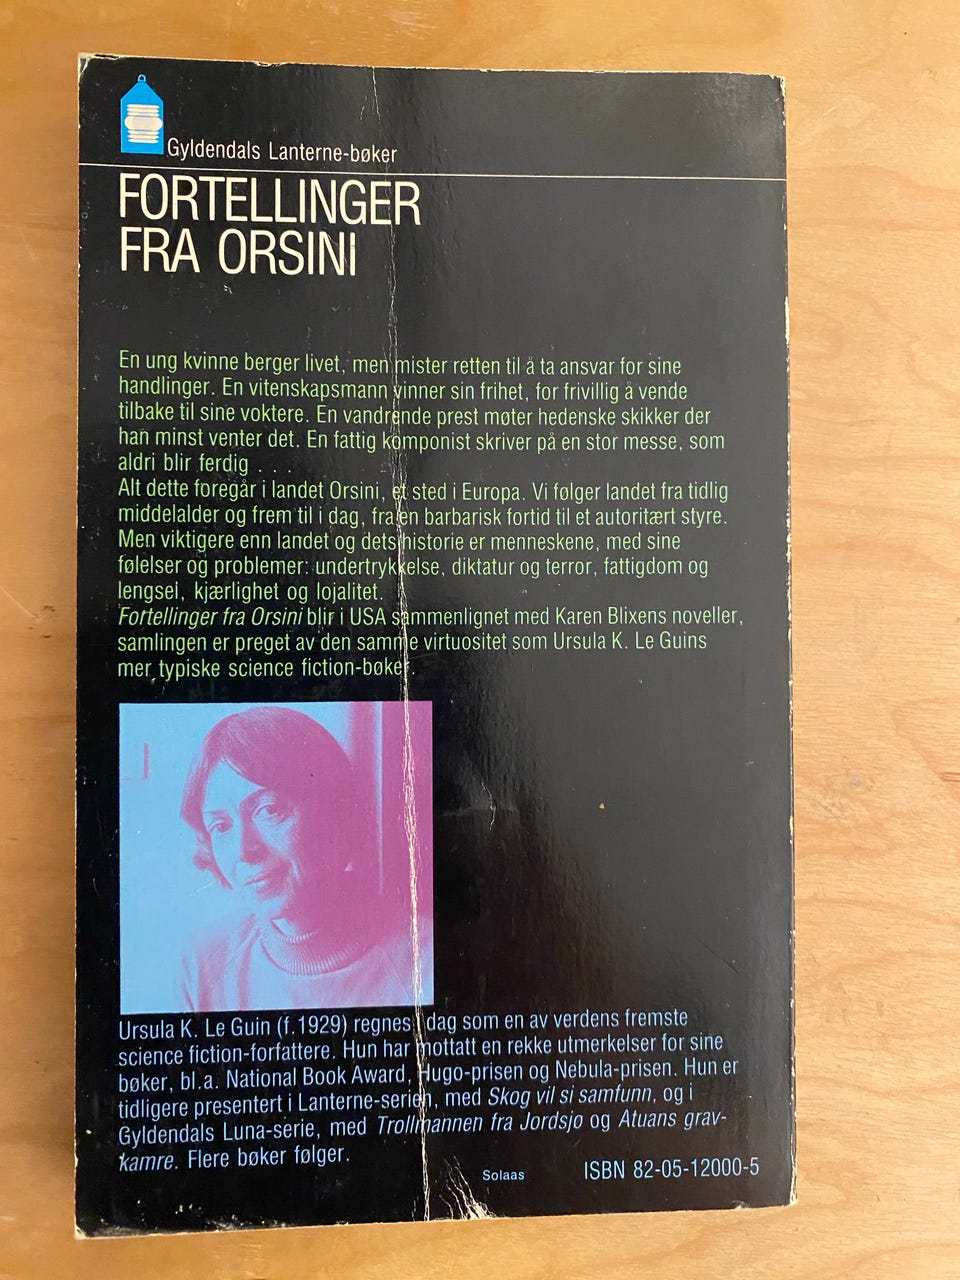 Gyldendals Lanterne-bøker
FORTELLINGER
FRA ORSINI
En ung kvinne berger livet, men mister retten til å ta ansvar for sine
handlinger. En vitenskapsmann vinner sin frihet, for frivillig å vende
tilbake til sine voktere. En vandrende prest møter hedenske skikker der
han minst venter det. En fattig komponist skriver på en stor messe, som
aldri blir ferdig . . .
Alt dette foregår i landet Orsini, et sted i Europa. Vi følger landet fra tidlig
middelalder og frem til i dag, fra en barbarisk fortid til et autoritært styre.
Men viktigere enn landet og dets historie er menneskene, med sine
følelser og problemer: undertrykkelse, diktatur og terror, fattigdom og
lengsel, kjærlighet og lojalitet.
Fortellinger fra Orsini blir i USA sammenlignet med Karen Blixens noveller,
samlingen er preget av den samme virtuositet som Ursula K. Le Guins
mer typiske science fiction-bøker.
Ursula K. Le Guin (f. 1929) regnes i dag som en av verdens fremste
science fiction-forfattere. Hun har mottatt en rekke utmerkelser for sine
bøker, bl.a. National Book Award, Hugo-prisen og Nebula-prisen. Hun er
tidligere presentert i Lanterne-serien, med Skog vil si samfunn, og i
Gyldendals Luna-serie, med Trollmannen fra Jordsjø og Atuans grav-
kamre. Flere bøker følger.
Solaas
ISBN 82-05-12000-5